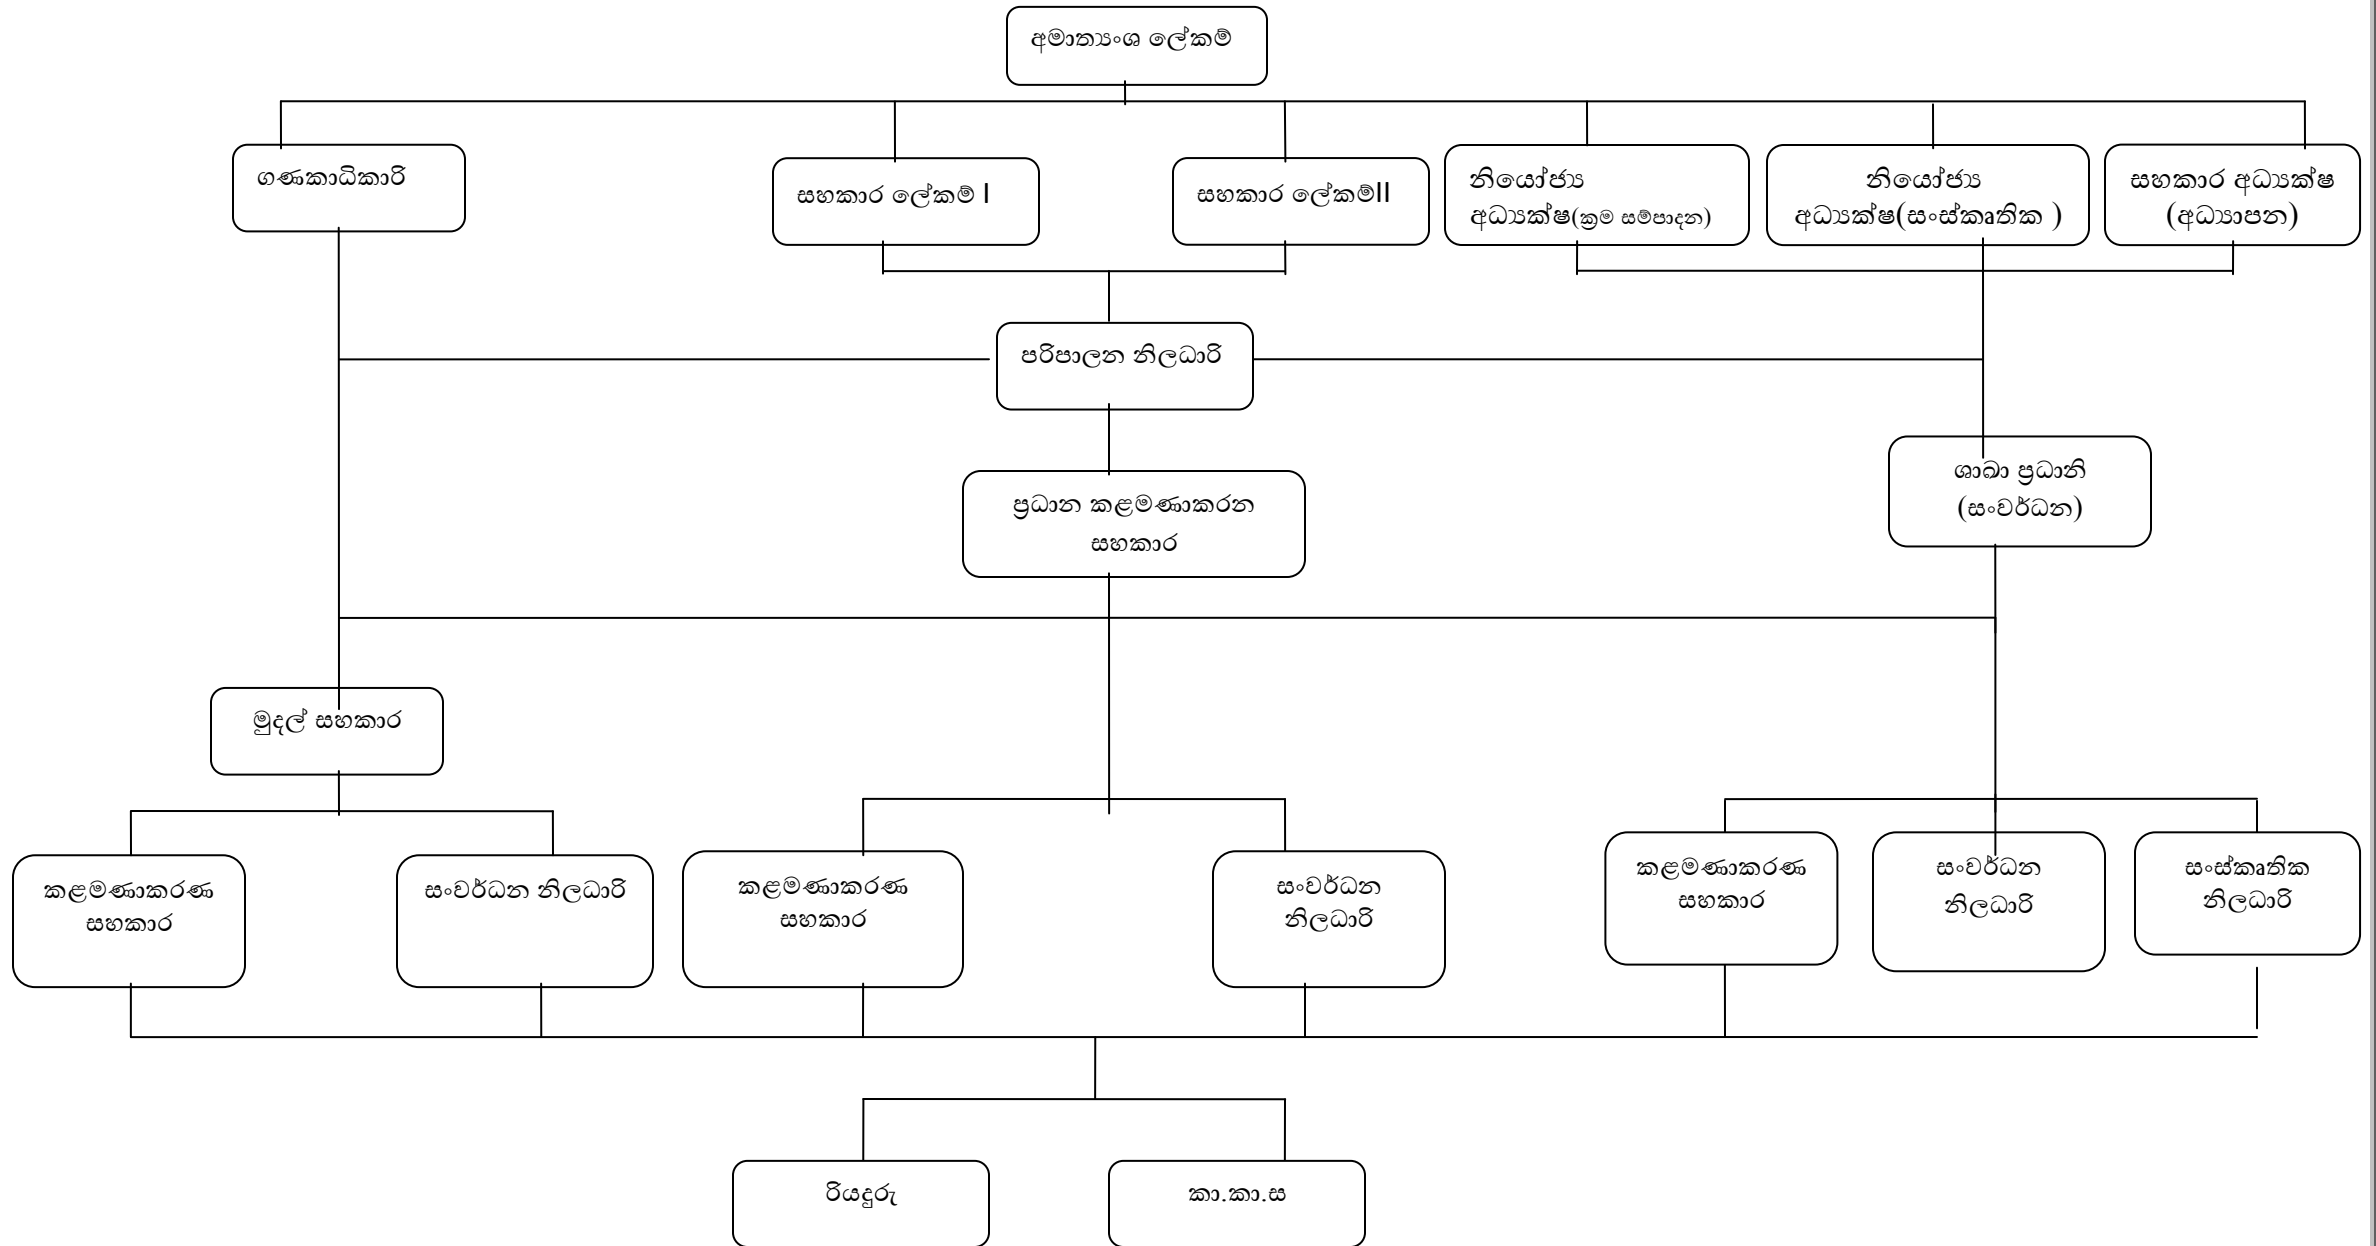 අමාත්‍යංශ ලේකම්
ගණකාධිකාරි
සහකාර ලේකම් I
සහකාර ලේකම්II
නියෝජ්‍ය
අධ්‍යක්ෂ(ක්‍රම සම්පාදන)
නියෝජ්‍ය
අධ්‍යක්ෂ(සංස්කෘතික )
සහකාර අධ්‍යක්ෂ
(අධ්‍යාපන)
පරිපාලන නිලධාරි
ප්‍රධාන කළමණාකරන
සහකාර
ශාඛා ප්‍රධානි
(සංවර්ධන)
මුදල් සහකාර
කළමණාකරණ
සහකාර
සංවර්ධන නිලධාරි
කළමණාකරණ
සහකාර
සංවර්ධන
නිලධාරි
කළමණාකරණ
සහකාර
සංවර්ධන
නිලධාරි
සංස්කෘතික
නිලධාරි
රියදුරු
කා.කා.ස